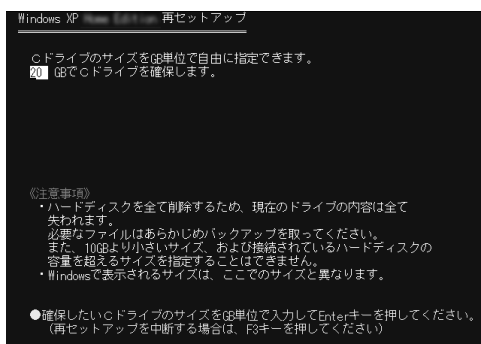 Windows XP 再セットアップ
Cドライブのサイズを㎇単位で自由に指定できます。
20 GBでCドライブを確保します。
《注意事項》
・ハードディスクを全て削除するため、現在のドライブの内容は全て
失われます。
必要なファイルはあらかじめバックアップを取ってください。
また、10GBより小さいサイズ、および接続されているハードディスクの
容量を超えるサイズを指定することはできません。
・Windowsで表示されるサイズは、ここでのサイズと異なります。
●確保したいCドライブのサイズをGB単位で入力してEnterキーを押してください。
(再セットアップを中断する場合は、F3キーを押してください)